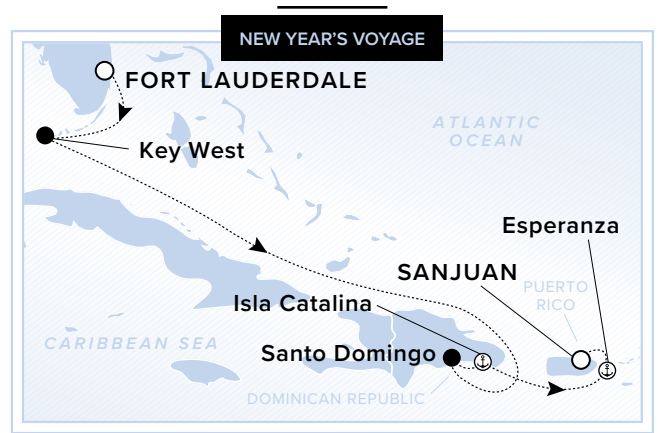 NEW YEAR'S VOYAGE
FORT LAUDERDALE
ATLANTIC
OCEAN
Key West
Esperanza
SANJUAN
PUERTO
RICO
Isla Catalina
CARIBBEAN SEA
Santo Domingo
DOMINICAN REPUBLIC